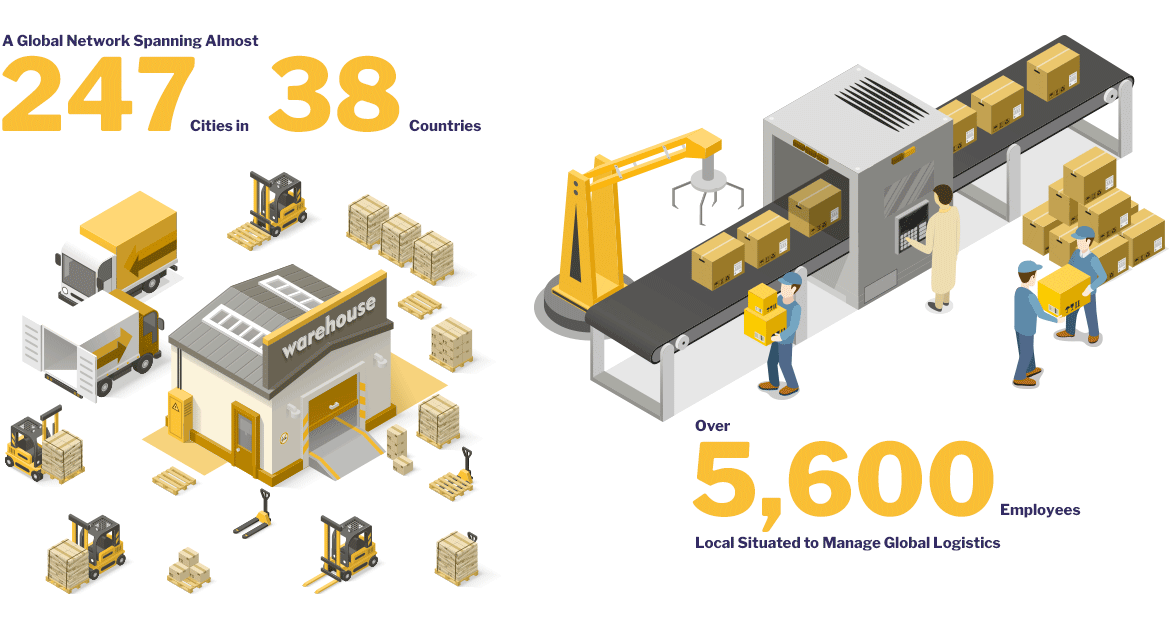 A Global Network Spanning Almost
247 Cities in 38 Countries
warehouse
Over
5,600 Employees
Local Situated to Manage Global Logistics